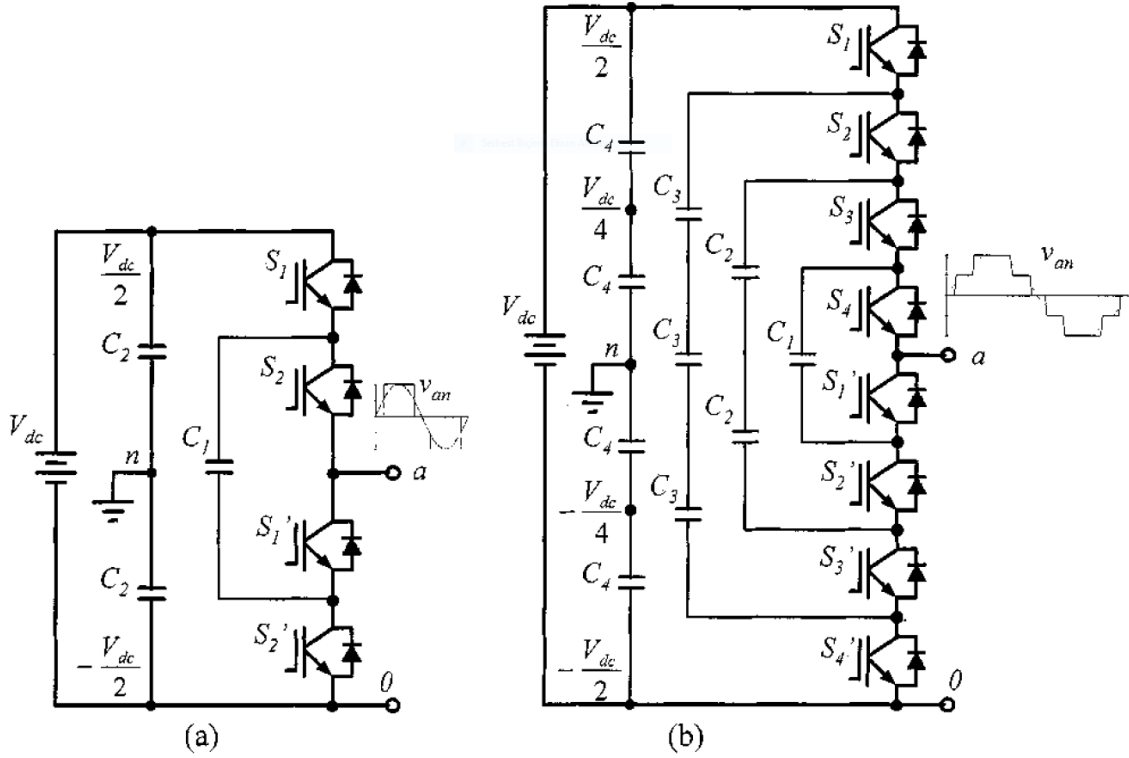 V_dc
2
S_1
C_2
S_2
V_dc
n
C_1
v_an
a
S_1'
C_2
S_2'
- V_dc
2
0
(a)
V_dc
2
S_1
S_2
C_4
C_3
V_dc
4
S_3
C_2
C_4
S_4
v_an
V_dc
C_3
C_1
n
a
S_1'
C_4
C_2
S_2'
C_3
- V_dc
4
S_3'
C_4
S_4'
- V_dc
2
0
(b)